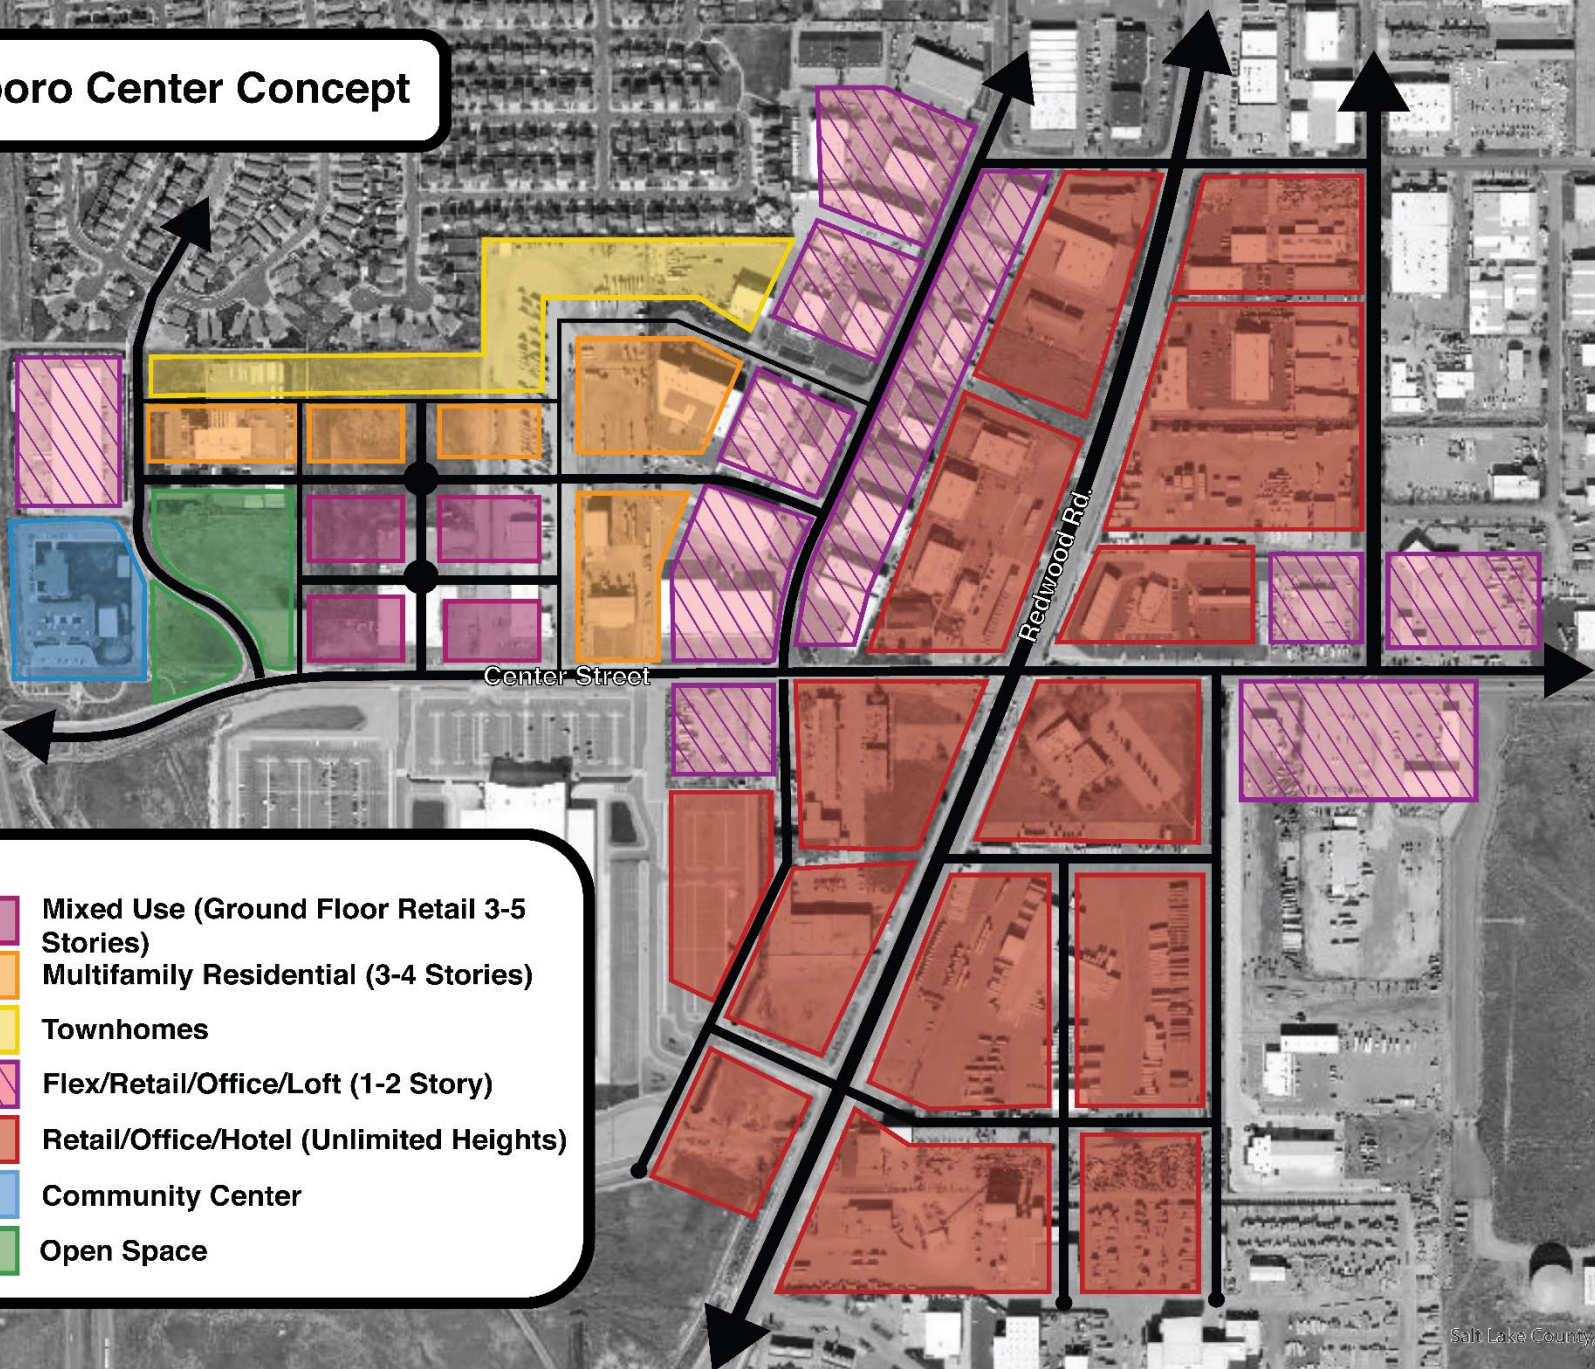 oro Center Concept
Redwood Rd.
Center Street
Mixed Use (Ground Floor Retail 3-5
Stories)
Multifamily Residential (3-4 Stories)
Townhomes
Flex/Retail/Office/Loft (1-2 Story)
Retail/Office/Hotel (Unlimited Heights)
Community Center
Open Space
Salt Lake County,